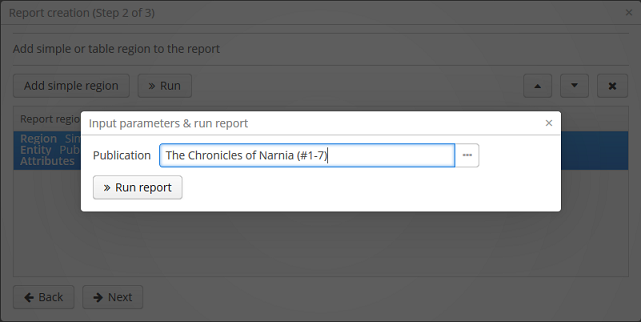 Report creation (Step 2 of 3)
Add simple or table region to the report
Add simple region
Run
Report regio
Input parameters & run report
Region Sim
Entity Pub
Attributes
Publication The Chronicles of Narnia (#1-7)
Run report
Back
Next